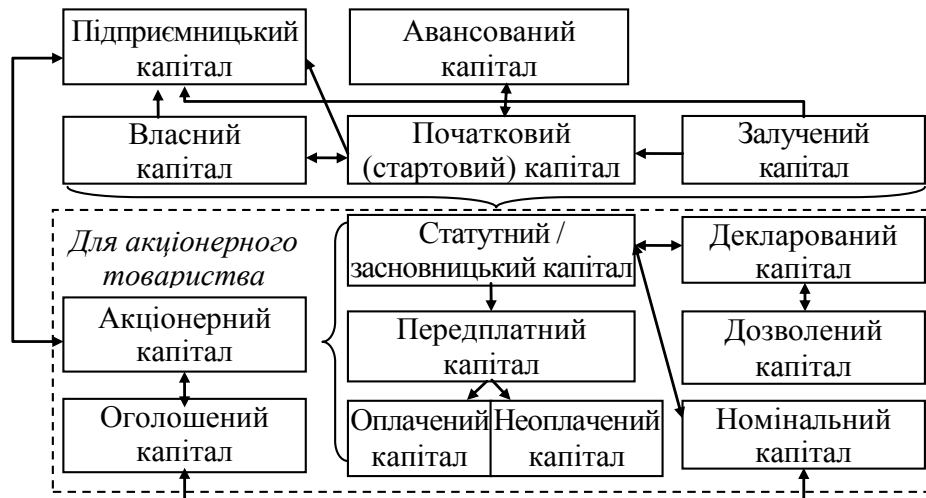 Підприємницький
капітал
Авансований
капітал
Власний
капітал
Початковий
(стартовий) капітал
Залучений
капітал
Для акціонерного
товариства
Статутний /
засновницький капітал
Декларований
капітал
Акціонерний
капітал
Передплатний
капітал
Дозволений
капітал
Оголошений
капітал
Оплачений
капітал
Неоплачений
капітал
Номінальний
капітал